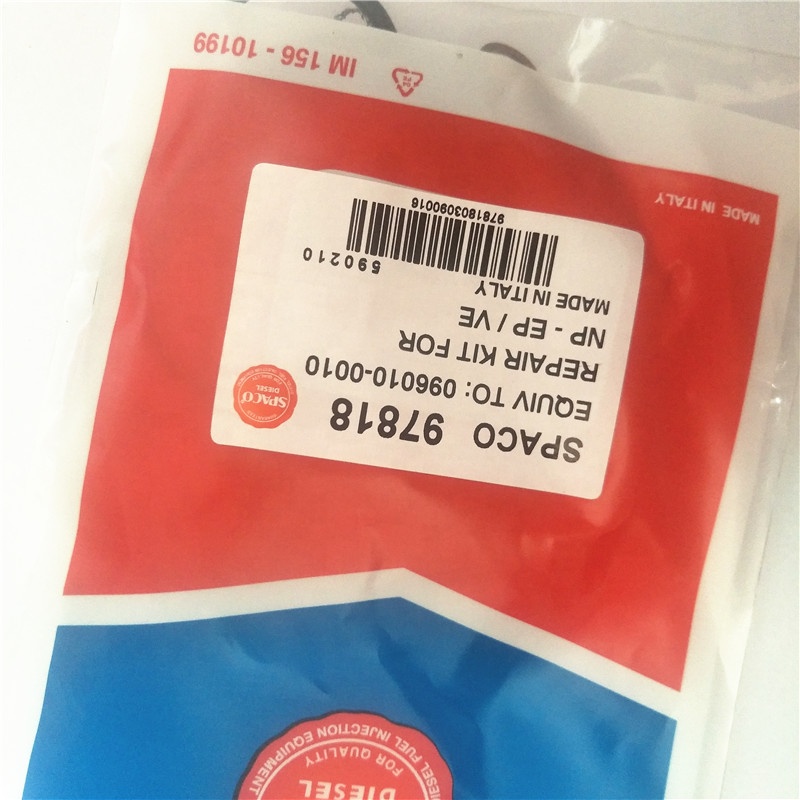 SPACO 97818
EQUIV TO: 096010-0010
REPAIR KIT FOR
NP - EP / VE
MADE IN ITALY
590210
9781803090016
SPACO
DIESEL
MADE IN ITALY
IM 156 - 10199
DIESEL
FOR QUALITY
DIESEL FUEL INJECTION EQUIPMENT